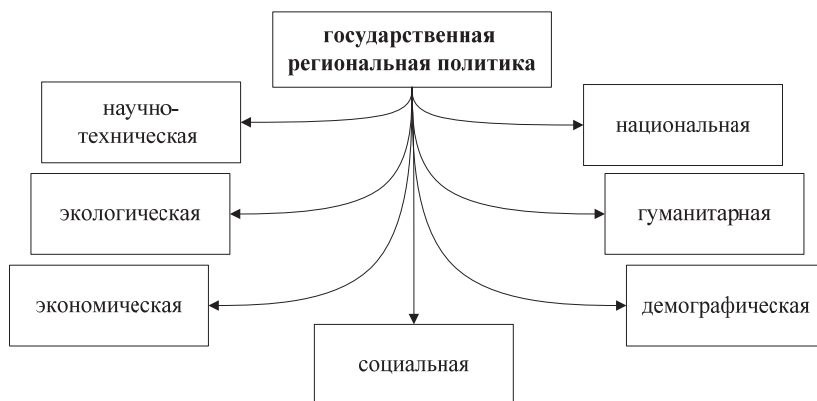 государственная
региональная политика
научно-
техническая
национальная
экологическая
гуманитарная
экономическая
демографическая
социальная